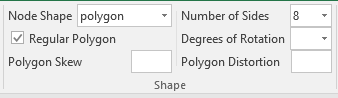 Node Shape polygon Number of Sides 8
Regular Polygon Degrees of Rotation
Polygon Skew Polygon Distortion
Shape